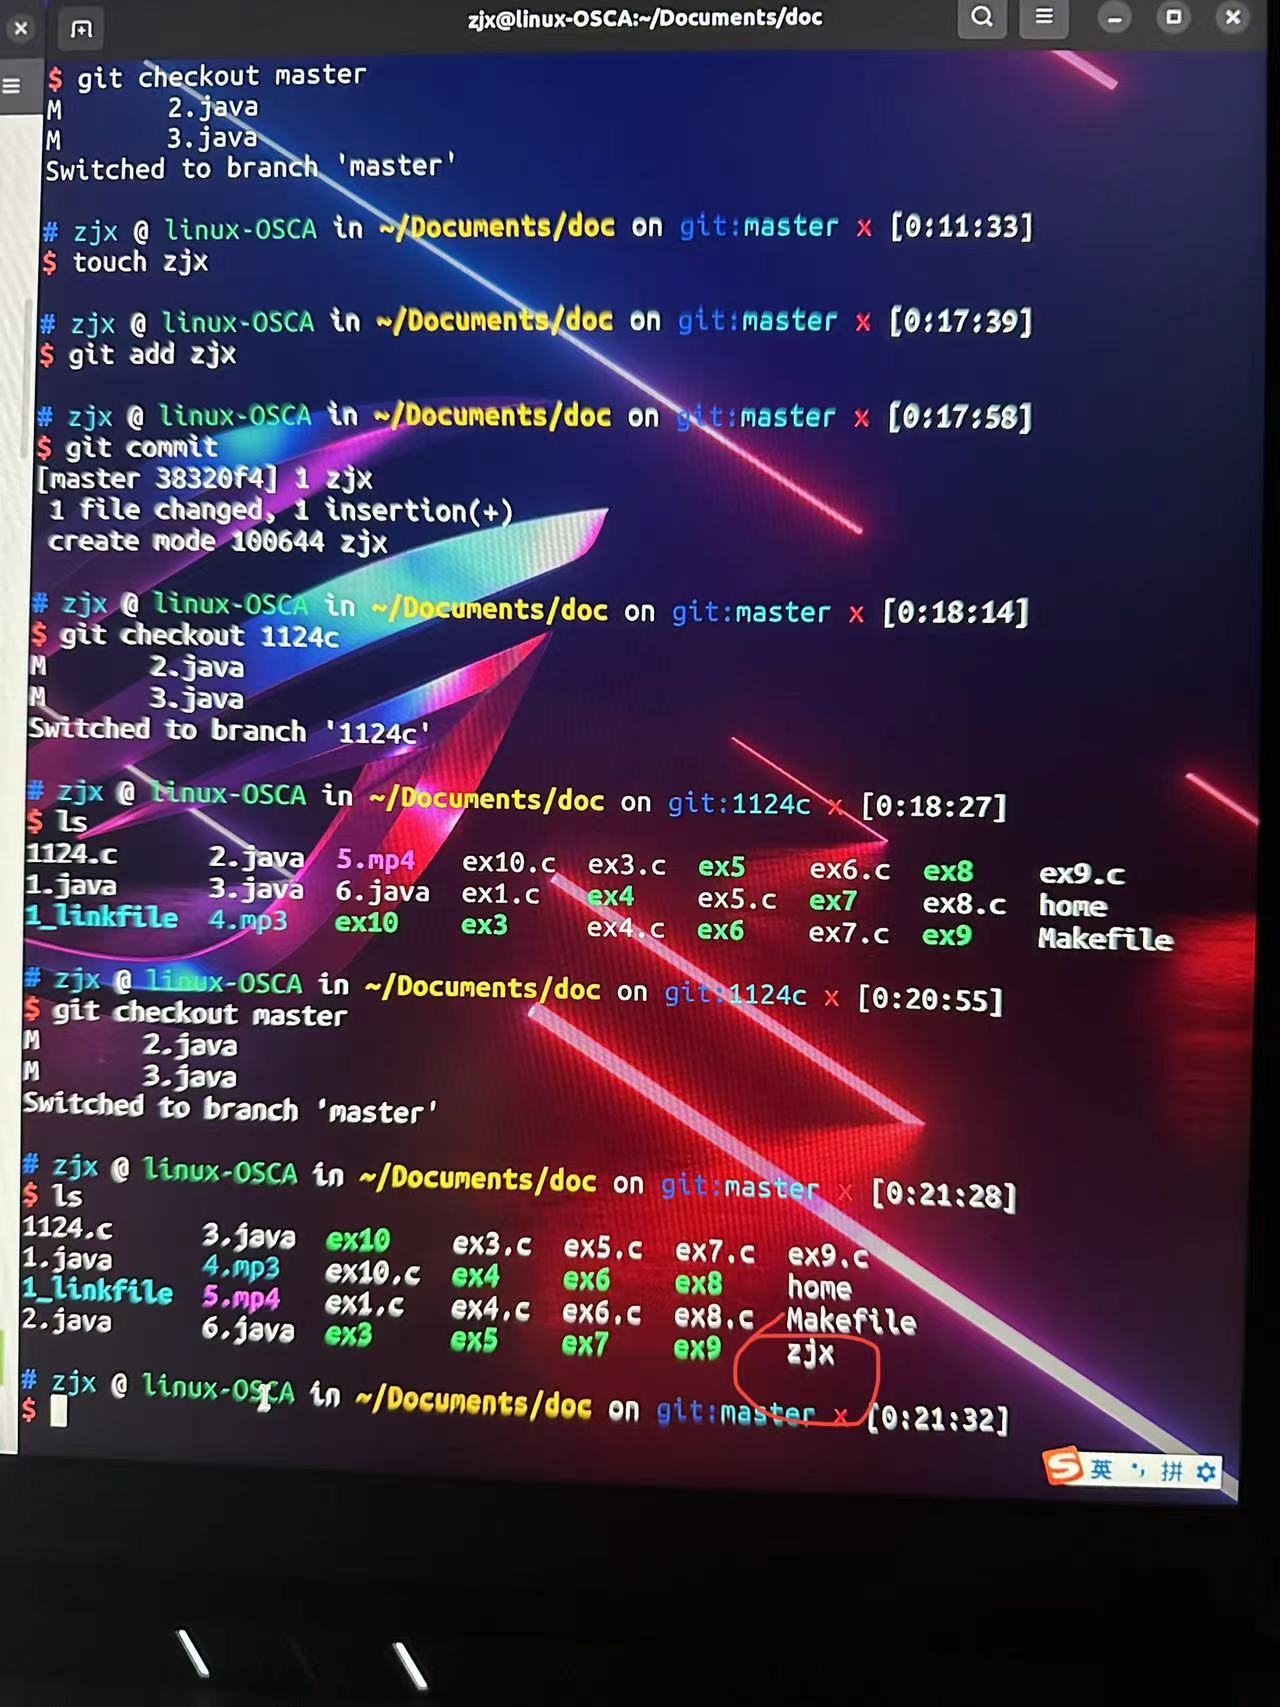 zjx@linux-OSCA:~/Documents/doc
$ git checkout master
M 2.java
M 3.java
Switched to branch 'master'
# zjx @ linux-OSCA in ~/Documents/doc on git:master x [0:11:33]
$ touch zjx
# zjx @ linux-OSCA in ~/Documents/doc on git:master x [0:17:39]
$ git add zjx
# zjx @ linux-OSCA in ~/Documents/doc on git:master x [0:17:58]
$ git commit
[master 38320f4] 1 zjx
1 file changed, 1 insertion(+)
create mode 100644 zjx
# zjx @ linux-OSCA in ~/Documents/doc on git:master x [0:18:14]
$ git checkout 1124c
M 2.java
M 3.java
Switched to branch '1124c'
# zjx @ linux-OSCA in ~/Documents/doc on git:1124c x [0:18:27]
$ ls
1124.c 2.java 5.mp4 ex10.c ex3.c ex5 ex6.c ex8 ex9.c
1.java 3.java 6.java ex1.c ex4 ex5.c ex7 ex8.c home
1_linkfile 4.mp3 ex10 ex3 ex4.c ex6 ex7.c ex9 Makefile
# zjx @ linux-OSCA in ~/Documents/doc on git:1124c x [0:20:55]
$ git checkout master
M 2.java
M 3.java
Switched to branch 'master'
# zjx @ linux-OSCA in ~/Documents/doc on git:master x [0:21:28]
$ ls
1124.c 3.java ex10 ex3.c ex5.c ex7.c ex9.c
1.java 4.mp3 ex10.c ex4 ex6 ex8 home
1_linkfile 5.mp4 ex1.c ex4.c ex6.c ex8.c Makefile
2.java 6.java ex3 ex5 ex7 ex9 zjx
# zjx @ linux-OSCA in ~/Documents/doc on git:master x [0:21:32]
$
S 英 拼